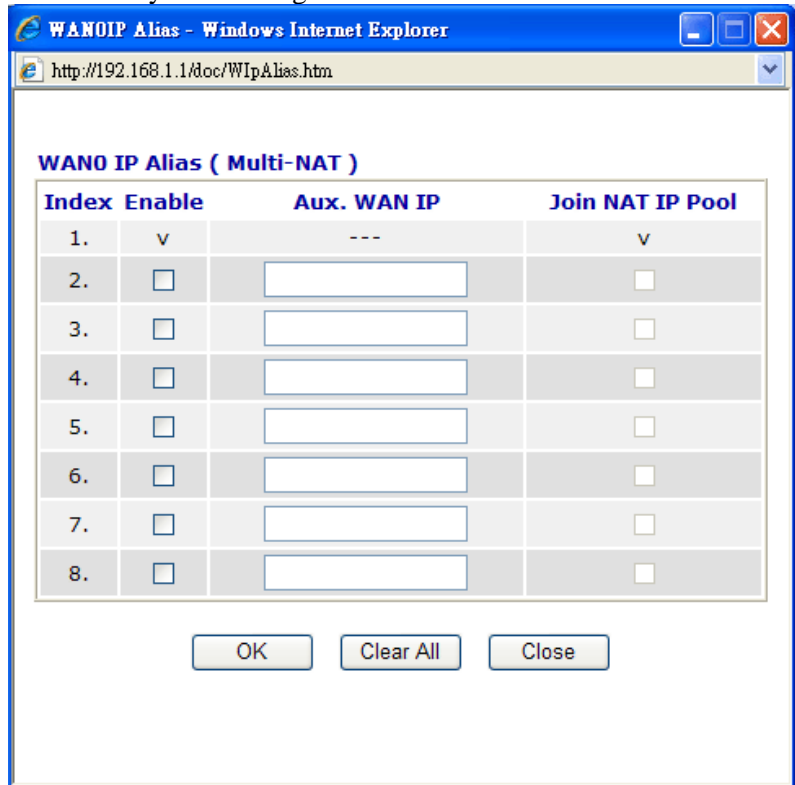 WAN0IP Alias - Windows Internet Explorer
http://192.168.1.1/doc/WIpAlias.htm
WAN0 IP Alias ( Multi-NAT )
Index Enable Aux. WAN IP Join NAT IP Pool
1. v --- v
2.
3.
4.
5.
6.
7.
8.
OK Clear All Close